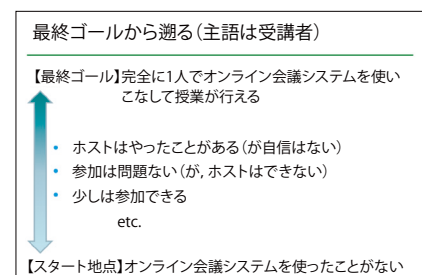 最終ゴールから遡る(主語は受講者)
【最終ゴール】完全に1人でオンライン会議システムを使い
こなして授業が行える
• ホストはやったことがある(が自信はない)
• 参加は問題ない(が,ホストはできない)
• 少しは参加できる
etc.
【スタート地点】オンライン会議システムを使ったことがない